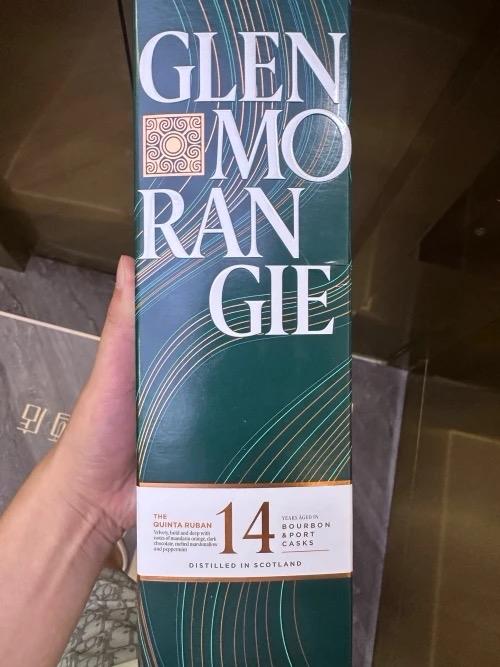 GLEN
MO
RAN
GIE
THE
QUINTA RUBAN
Velvety, bold and deep with
notes of mandarin orange, dark
chocolate, melted marshmallow
and peppermint
14
YEARS AGED IN
BOURBON
& PORT
CASKS
DISTILLED IN SCOTLAND